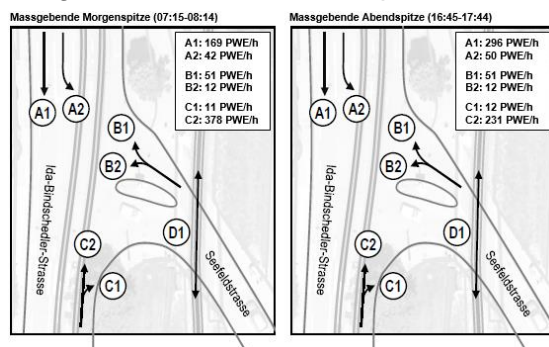 Massgebende Morgenspitze (07:15-08:14)
A1: 169 PWE/h
A2: 42 PWE/h
B1: 51 PWE/h
B2: 12 PWE/h
C1: 11 PWE/h
C2: 378 PWE/h
A1
A2
B1
B2
C2
D1
C1
Ida-Bindschedler-Strasse
Seefeldstrasse
Massgebende Abendspitze (16:45-17:44)
A1: 296 PWE/h
A2: 50 PWE/h
B1: 51 PWE/h
B2: 12 PWE/h
C1: 12 PWE/h
C2: 231 PWE/h
A1
A2
B1
B2
C2
D1
C1
Ida-Bindschedler-Strasse
Seefeldstrasse